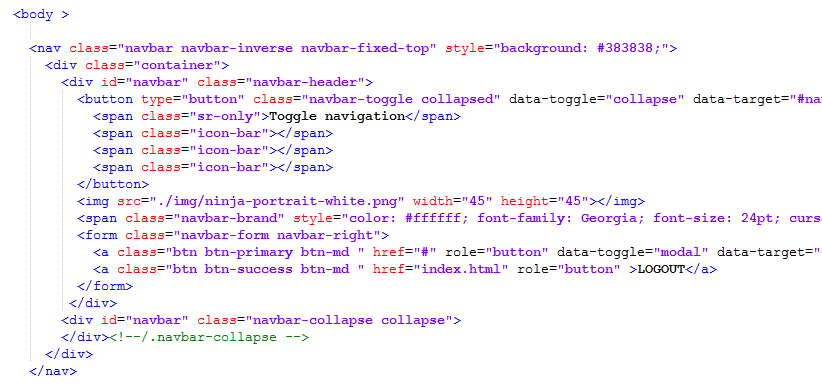 <body >
<nav class="navbar navbar-inverse navbar-fixed-top" style="background: #383838;">
<div class="container">
<div id="navbar" class="navbar-header">
<button type="button" class="navbar-toggle collapsed" data-toggle="collapse" data-target="#na
<span class="sr-only">Toggle navigation</span>
<span class="icon-bar"></span>
<span class="icon-bar"></span>
<span class="icon-bar"></span>
</button>
<img src="./img/ninja-portrait-white.png" width="45" height="45"></img>
<span class="navbar-brand" style="color: #ffffff; font-family: Georgia; font-size: 24pt; curs
<form class="navbar-form navbar-right">
<a class="btn btn-primary btn-md " href="#" role="button" data-toggle="modal" data-target="
<a class="btn btn-success btn-md " href="index.html" role="button" >LOGOUT</a>
</form>
</div>
<div id="navbar" class="navbar-collapse collapse">
</div><!--/.navbar-collapse -->
</div>
</nav>